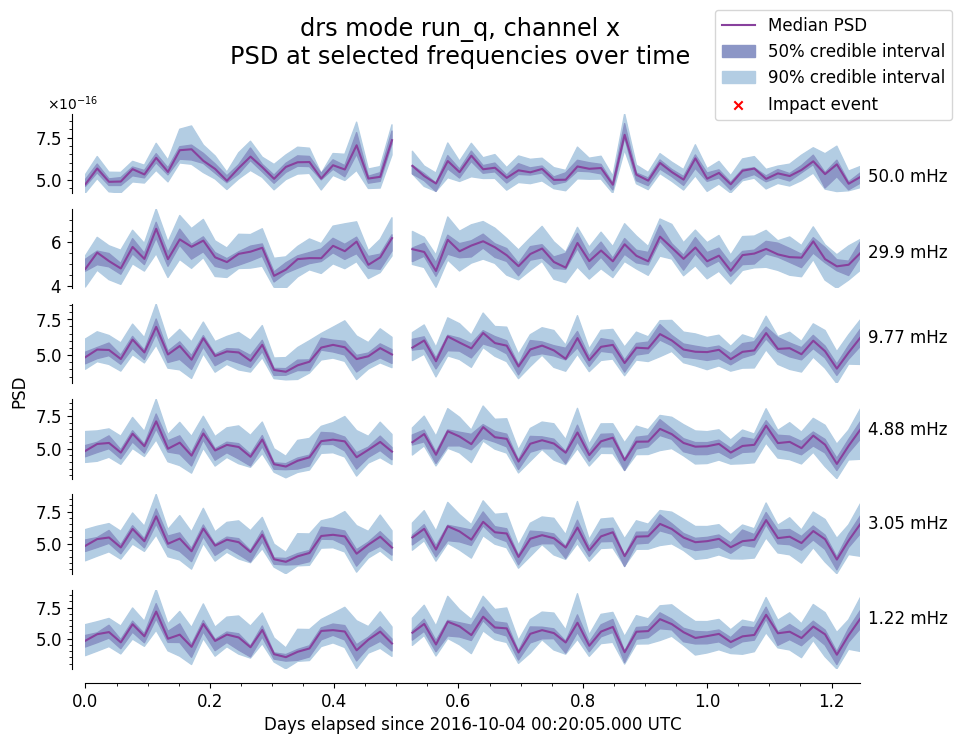 drs mode run_q, channel x
PSD at selected frequencies over time
Median PSD
50% credible interval
90% credible interval
Impact event
×10⁻¹⁶
7.5
5.0
50.0 mHz
6
4
29.9 mHz
7.5
5.0
9.77 mHz
PSD
7.5
5.0
4.88 mHz
7.5
5.0
3.05 mHz
7.5
5.0
1.22 mHz
0.0 0.2 0.4 0.6 0.8 1.0 1.2
Days elapsed since 2016-10-04 00:20:05.000 UTC